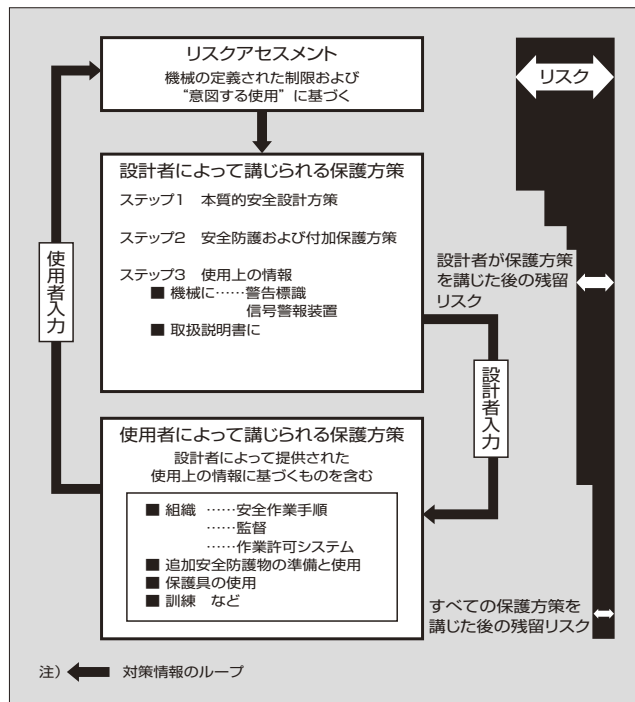 リスクアセスメント
機械の定義された制限および
“意図する使用”に基づく
リスク
設計者によって講じられる保護方策
ステップ1　本質的安全設計方策
ステップ2　安全防護および付加保護方策
ステップ3　使用上の情報
■ 機械に……警告標識
信号警報装置
■ 取扱説明書に
使用者入力
設計者が保護方策
を講じた後の残留
リスク
設計者入力
使用者によって講じられる保護方策
設計者によって提供された
使用上の情報に基づくものを含む
■ 組織 ……安全作業手順
……監督
……作業許可システム
■ 追加安全防護物の準備と使用
■ 保護具の使用
■ 訓練　など
すべての保護方策を
講じた後の残留リスク
注） 対策情報のループ